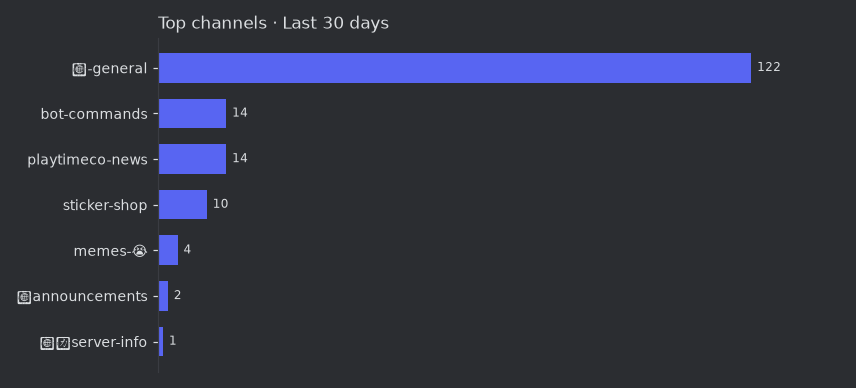 Top channels · Last 30 days
-general
122
bot-commands
14
playtimeco-news
14
sticker-shop
10
memes-😭
4
announcements
2
server-info
1